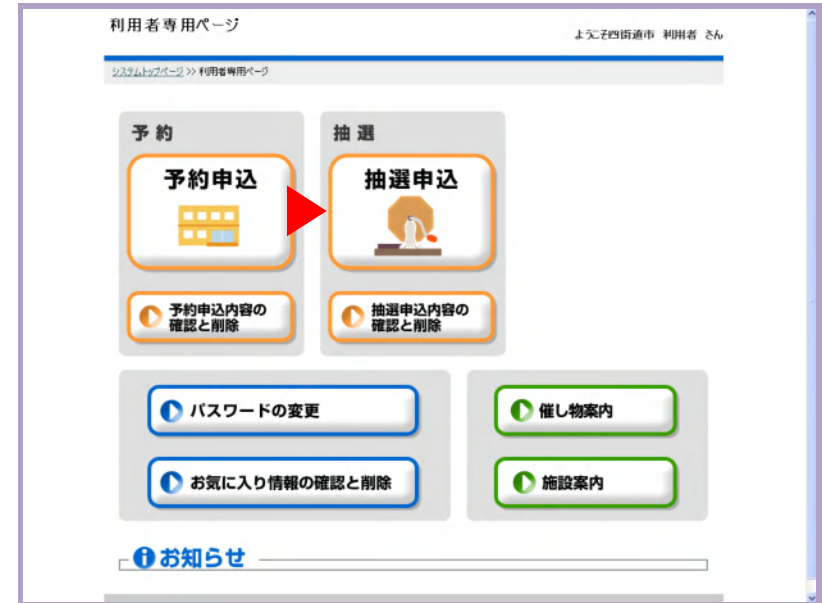 利用者専用ページ
ようこそ四街道市 利用者 さん
システムトップページ >> 利用者専用ページ
予 約
抽 選
予約申込
抽選申込
予約申込内容の
確認と削除
抽選申込内容の
確認と削除
パスワードの変更
催し物案内
お気に入り情報の確認と削除
施設案内
お知らせ